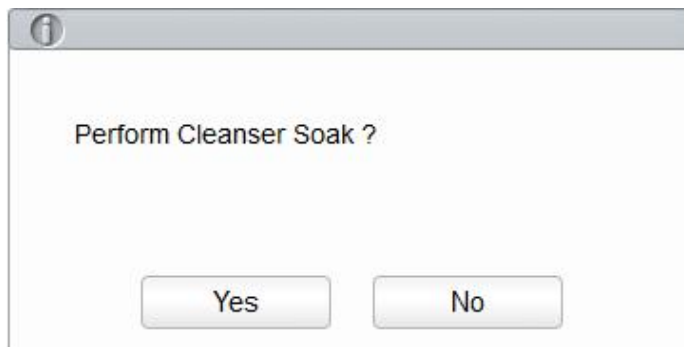 Perform Cleanser Soak ?
Yes No